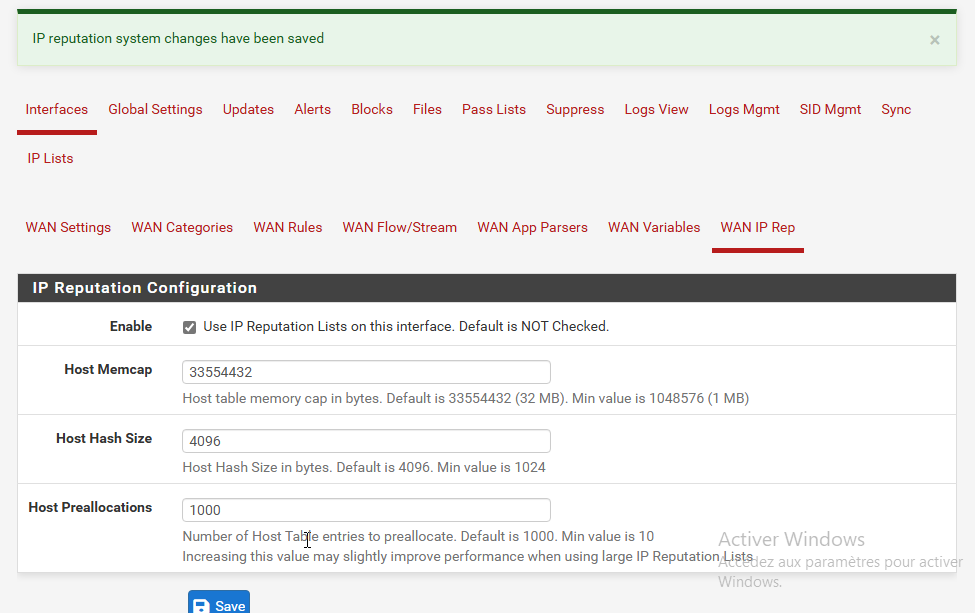 IP reputation system changes have been saved ×
Interfaces Global Settings Updates Alerts Blocks Files Pass Lists Suppress Logs View Logs Mgmt SID Mgmt Sync
IP Lists
WAN Settings WAN Categories WAN Rules WAN Flow/Stream WAN App Parsers WAN Variables WAN IP Rep
IP Reputation Configuration
Enable Use IP Reputation Lists on this interface. Default is NOT Checked.
Host Memcap 33554432
Host table memory cap in bytes. Default is 33554432 (32 MB). Min value is 1048576 (1 MB)
Host Hash Size 4096
Host Hash Size in bytes. Default is 4096. Min value is 1024
Host Preallocations 1000
Number of Host Table entries to preallocate. Default is 1000. Min value is 10
Increasing this value may slightly improve performance when using large IP Reputation Lists
Activer Windows
Accédez aux paramètres pour activer
Windows.
Save